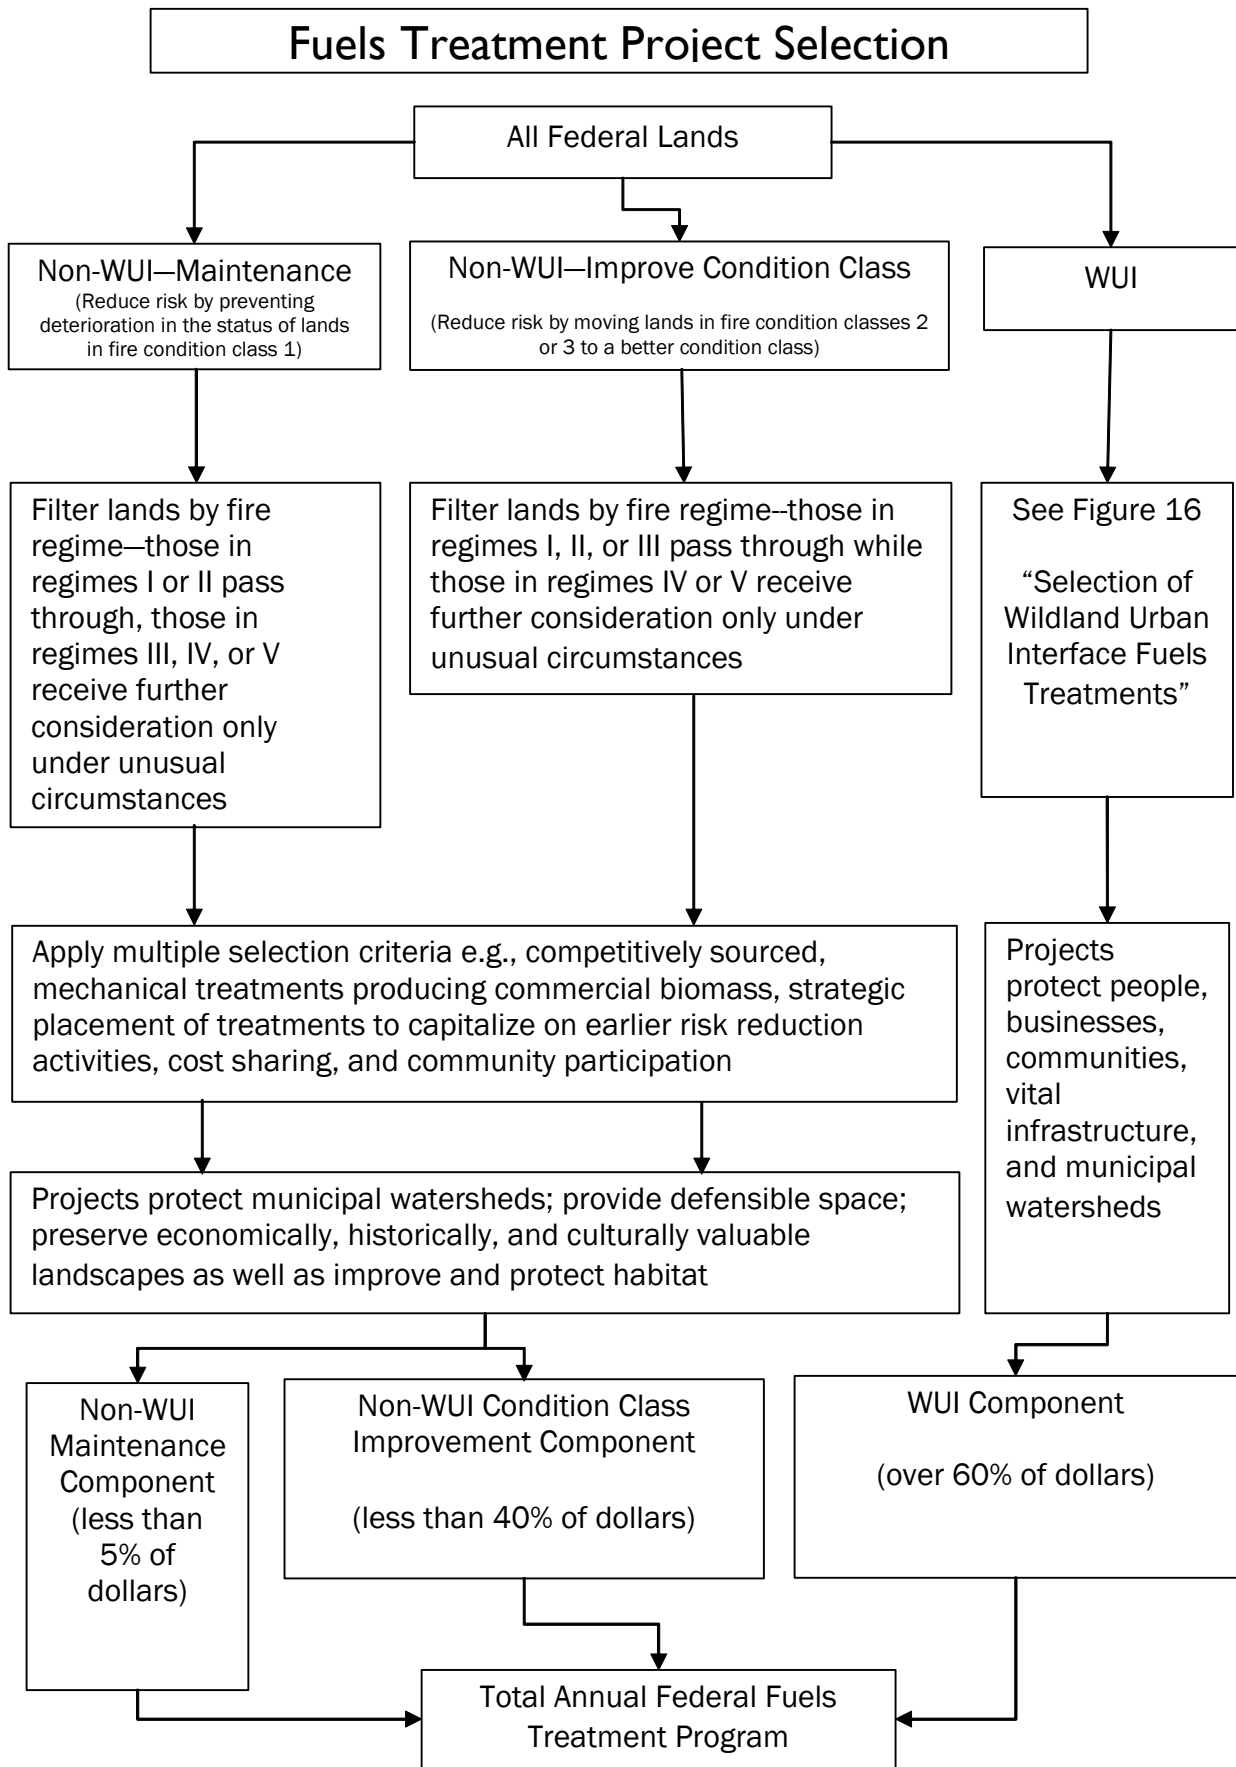 Fuels Treatment Project Selection
All Federal Lands
Non-WUI—Maintenance
(Reduce risk by preventing
deterioration in the status of lands
in fire condition class 1)
Non-WUI—Improve Condition Class
(Reduce risk by moving lands in fire condition classes 2
or 3 to a better condition class)
WUI
Filter lands by fire
regime—those in
regimes I or II pass
through, those in
regimes III, IV, or V
receive further
consideration only
under unusual
circumstances
Filter lands by fire regime--those in
regimes I, II, or III pass through while
those in regimes IV or V receive
further consideration only under
unusual circumstances
See Figure 16
“Selection of
Wildland Urban
Interface Fuels
Treatments”
Apply multiple selection criteria e.g., competitively sourced,
mechanical treatments producing commercial biomass, strategic
placement of treatments to capitalize on earlier risk reduction
activities, cost sharing, and community participation
Projects
protect people,
businesses,
communities,
vital
infrastructure,
and municipal
watersheds
Projects protect municipal watersheds; provide defensible space;
preserve economically, historically, and culturally valuable
landscapes as well as improve and protect habitat
Non-WUI
Maintenance
Component
(less than
5% of
dollars)
Non-WUI Condition Class
Improvement Component
(less than 40% of dollars)
WUI Component
(over 60% of dollars)
Total Annual Federal Fuels
Treatment Program